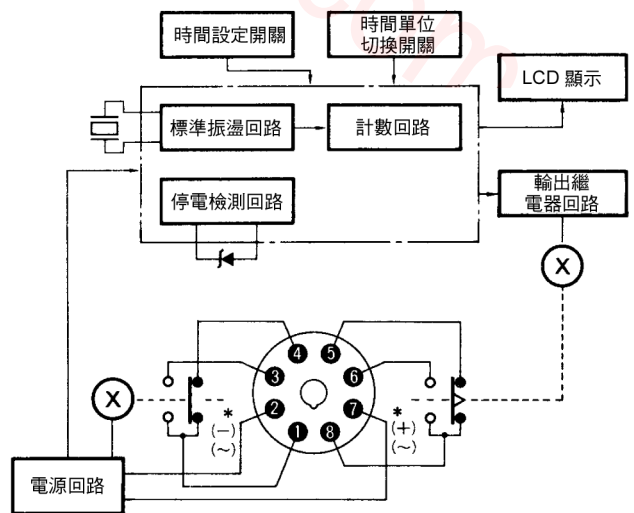 時間設定開關
時間單位
切換開關
LCD 顯示
標準振盪回路
計數回路
停電檢測回路
輸出繼
電器回路
X
4
5
3
6
X
2
7
*
(−)
(~)
*
(+)
(~)
1
8
電源回路
com